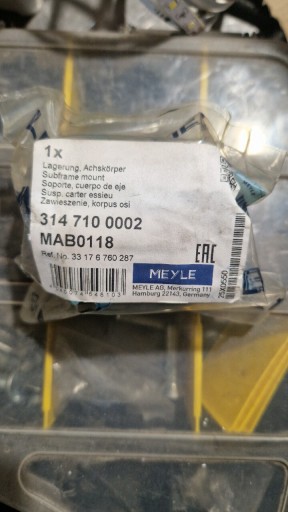 1x
Lagerung, Achskörper
Subframe mount
Soporte, cuerpo de eje
Susp. carter essieu
Zawieszenie, korpus osi
314 710 0002
MAB0118
Ref. No. 33 17 6 760 287
EAC
MEYLE
MEYLE AG, Merkurring 111
Hamburg 22143, Germany